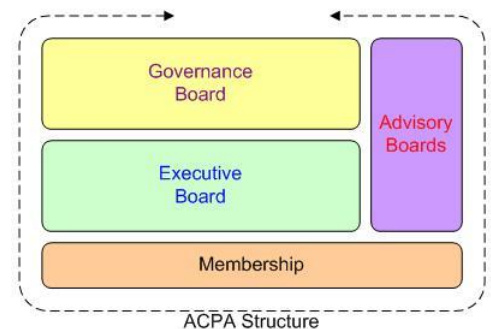 Governance
Board
Advisory
Boards
Executive
Board
Membership
ACPA Structure